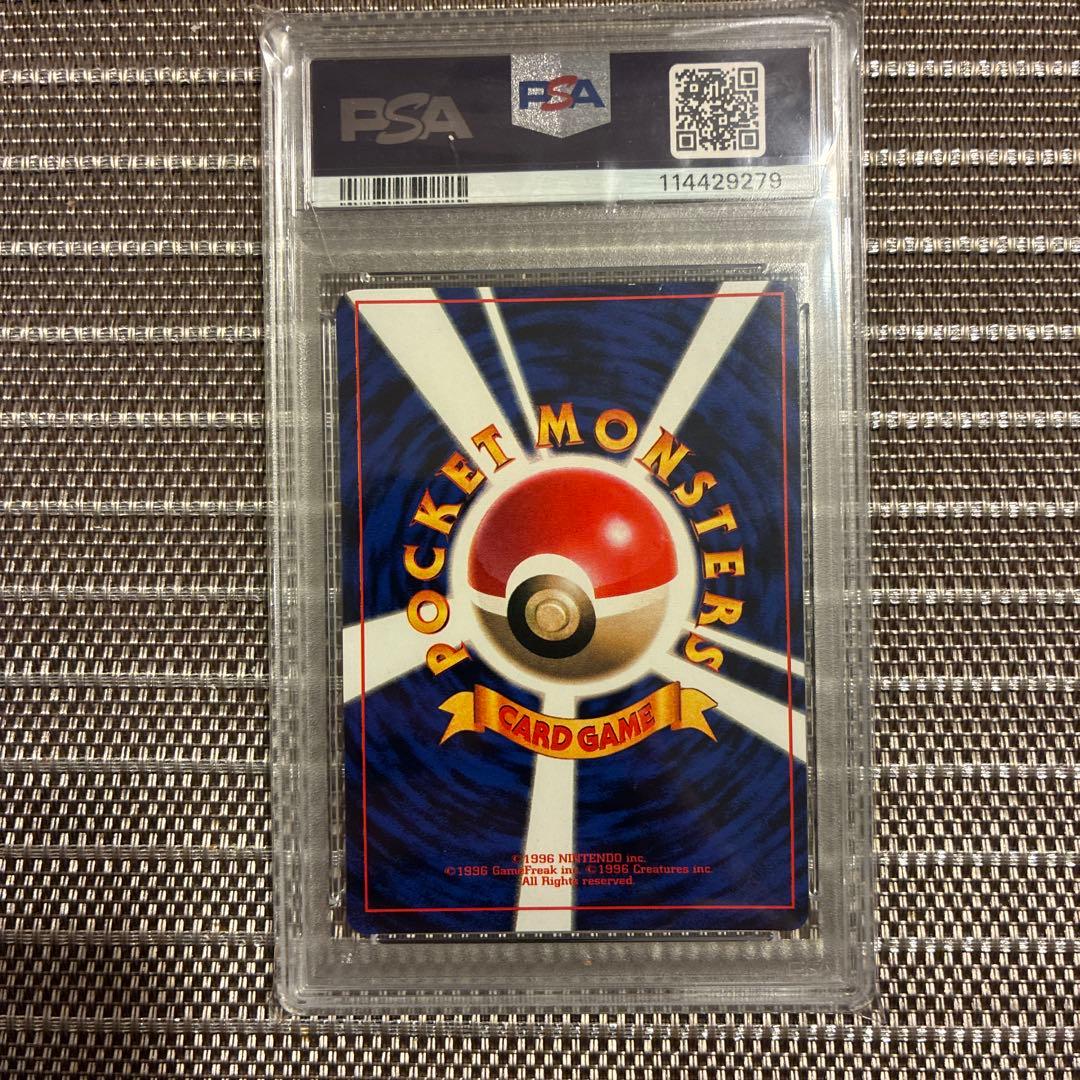 PSA
PSA
114429279
POCKET MONSTERS
CARD GAME
©1996 NINTENDO inc.
©1996 GameFreak inc. ©1996 Creatures inc.
All Rights reserved.